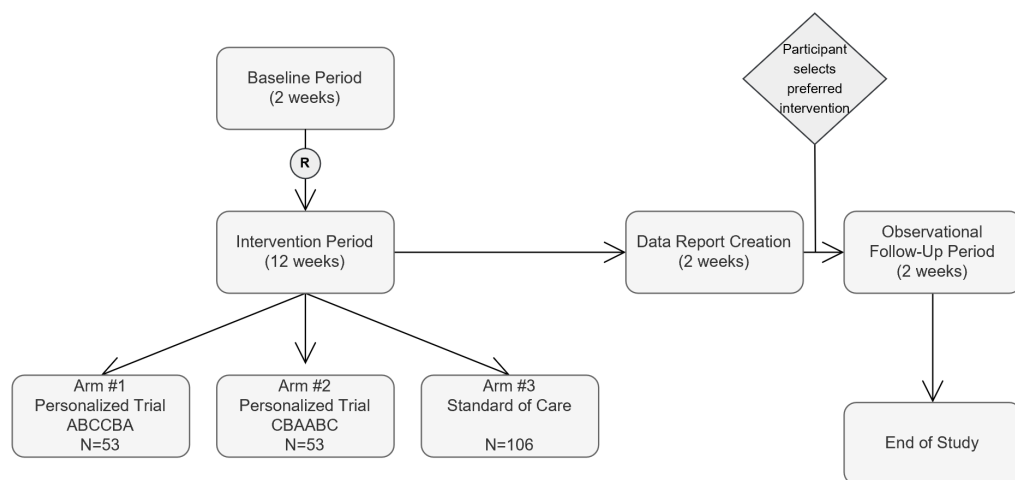 Baseline Period
(2 weeks)
R
Participant
selects
preferred
intervention
Intervention Period
(12 weeks)
Data Report Creation
(2 weeks)
Observational
Follow-Up Period
(2 weeks)
Arm #1
Personalized Trial
ABCCBA
N=53
Arm #2
Personalized Trial
CBAABC
N=53
Arm #3
Standard of Care
N=106
End of Study